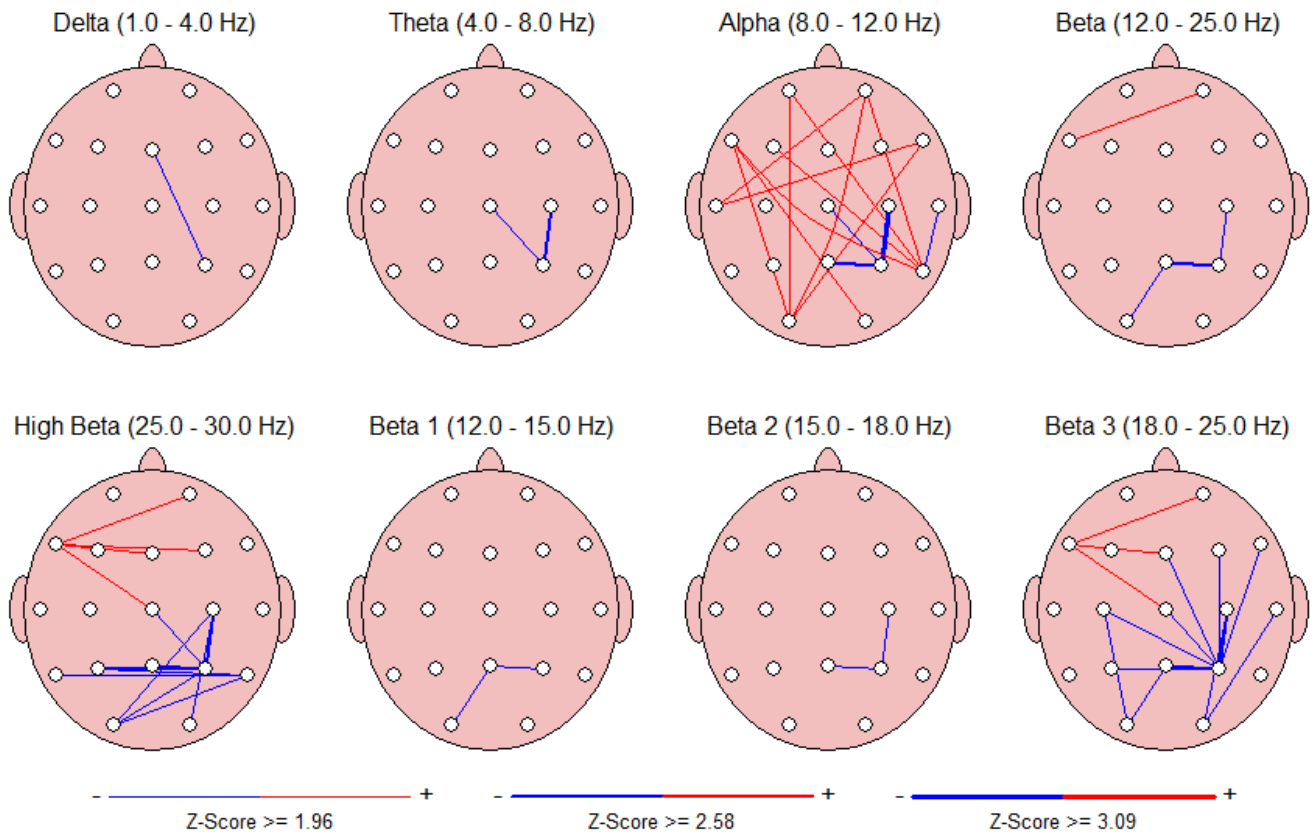 Delta (1.0 - 4.0 Hz)
Theta (4.0 - 8.0 Hz)
Alpha (8.0 - 12.0 Hz)
Beta (12.0 - 25.0 Hz)
High Beta (25.0 - 30.0 Hz)
Beta 1 (12.0 - 15.0 Hz)
Beta 2 (15.0 - 18.0 Hz)
Beta 3 (18.0 - 25.0 Hz)
- +
- +
- +
Z-Score >= 1.96
Z-Score >= 2.58
Z-Score >= 3.09